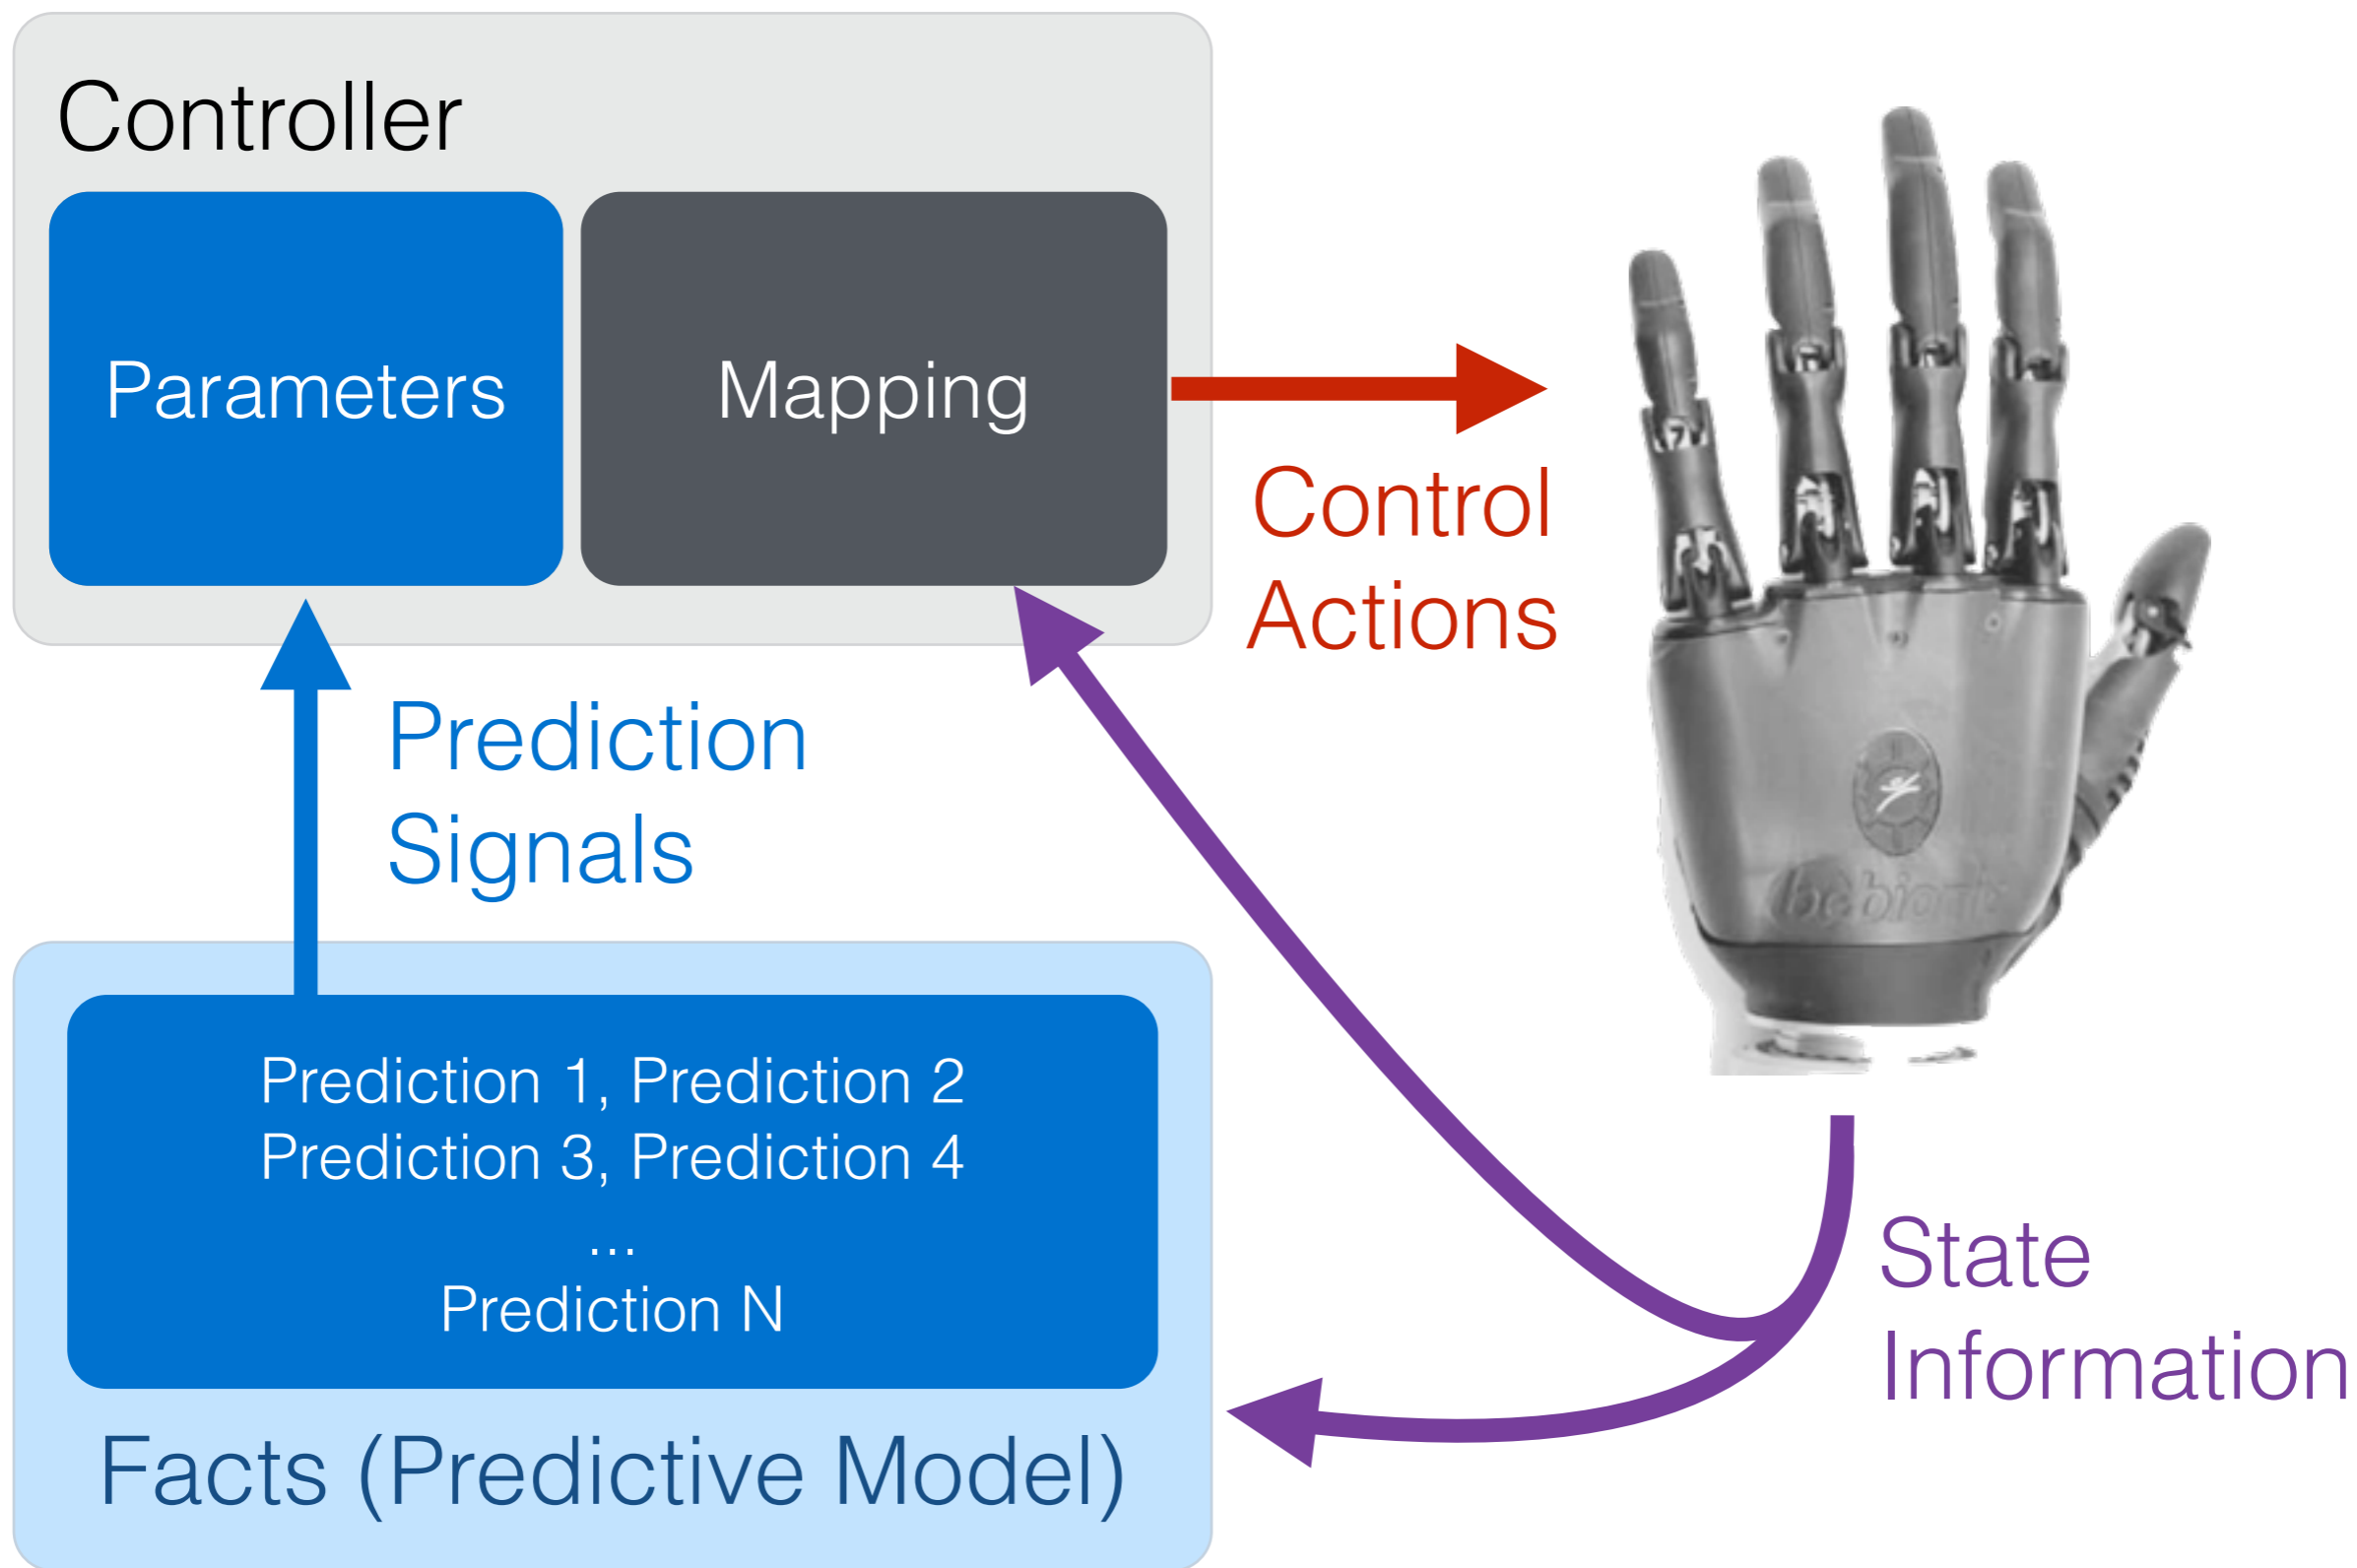 Controller
Parameters
Mapping
Control
Actions
Prediction
Signals
Prediction 1, Prediction 2
Prediction 3, Prediction 4
...
Prediction N
Facts (Predictive Model)
State
Information
bebionic